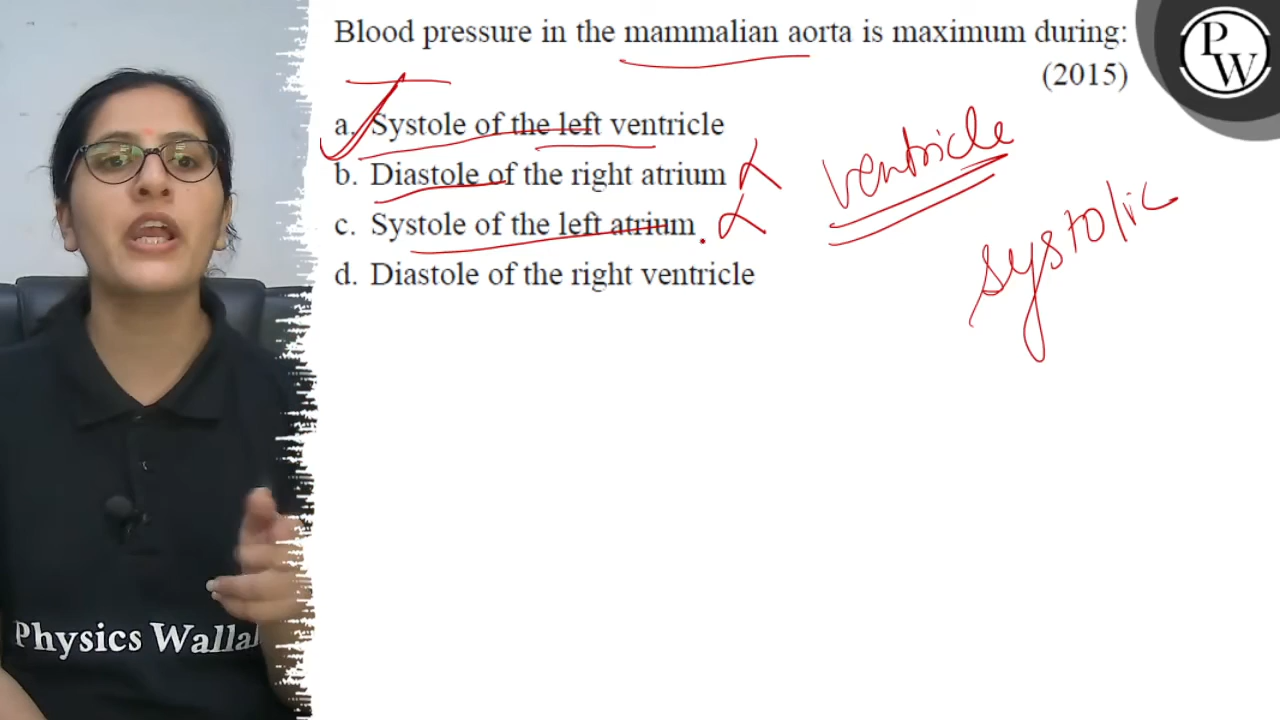 Blood pressure in the mammalian aorta is maximum during:
(2015)
a. Systole of the left ventricle
b. Diastole of the right atrium
c. Systole of the left atrium.
d. Diastole of the right ventricle
ventricle
systolic
PW
Physics Walla